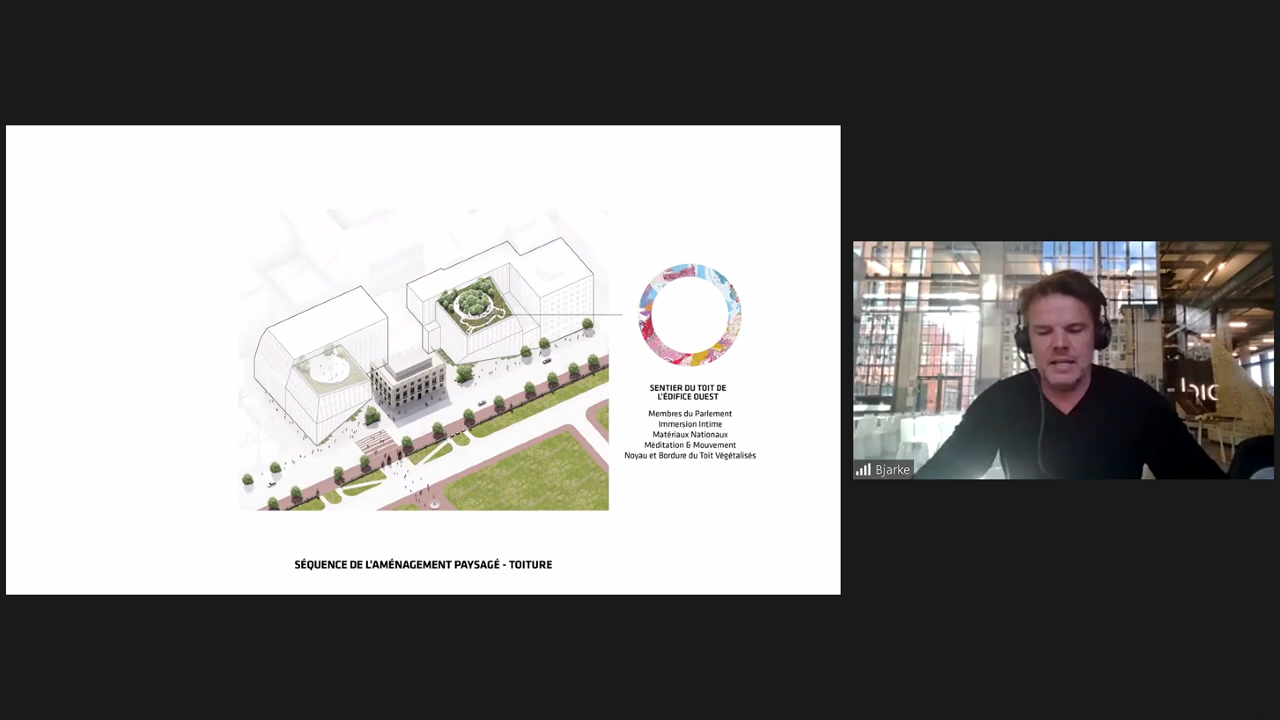 SENTIER DU TOIT DE
L'ÉDIFICE OUEST
Membres du Parlement
Immersion Intime
Matériaux Nationaux
Méditation & Mouvement
Noyau et Bordure du Toit Végétalisés
SÉQUENCE DE L'AMÉNAGEMENT PAYSAGÉ - TOITURE
Bjarke